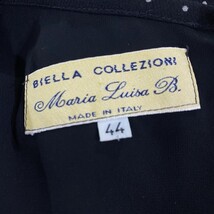 BIELLA COLLEZIONI
Maria Luisa B.
MADE IN ITALY
44